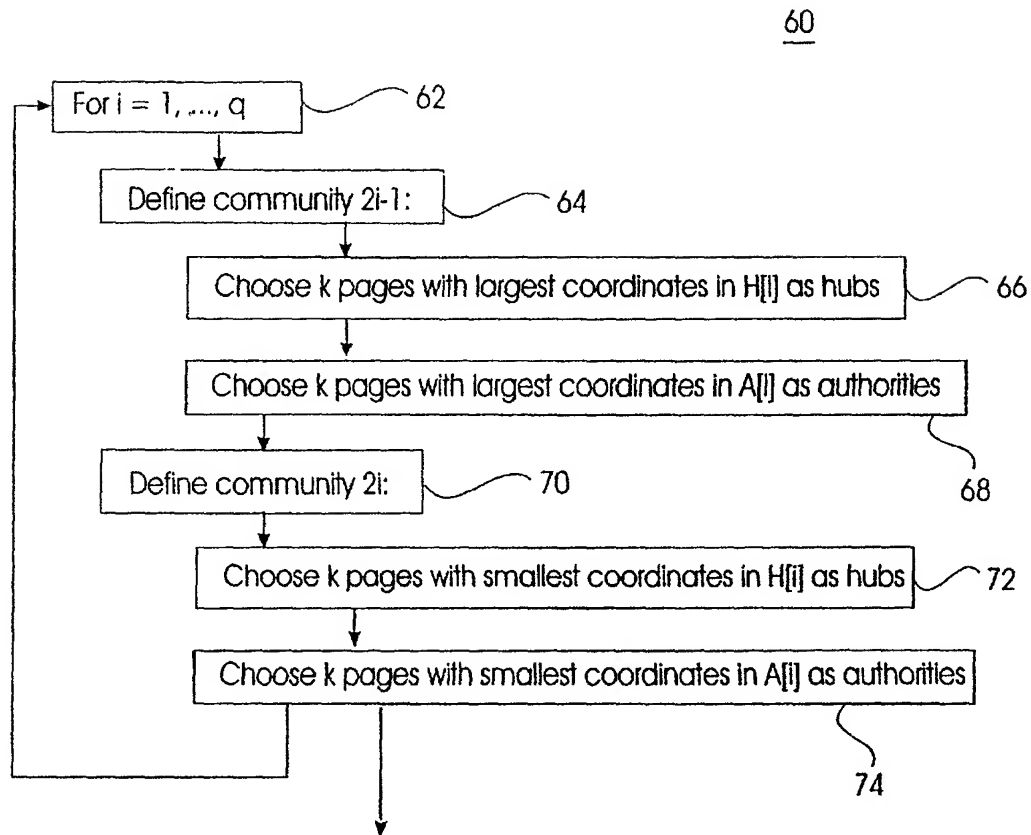 60
For i = 1, ..., q
62
Define community 2i-1:
64
Choose k pages with largest coordinates in H[i] as hubs
66
Choose k pages with largest coordinates in A[i] as authorities
68
Define community 2i:
70
Choose k pages with smallest coordinates in H[i] as hubs
72
Choose k pages with smallest coordinates in A[i] as authorities
74